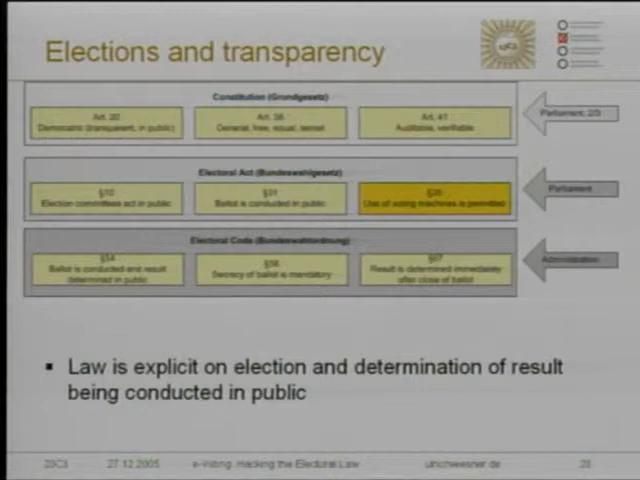 Elections and transparency
Constitution (Grundgesetz)
Art. 20
Democratic (transparent, in public)
Art. 38
General, free, equal, secret
Art. 41
Auditable, verifiable
Parliament, 2/3
Electoral Act (Bundeswahlgesetz)
§10
Election committees act in public
§31
Ballot is conducted in public
§35
Use of voting machines is permitted
Parliament
Electoral Code (Bundeswahlordnung)
§54
Ballot is conducted and result
determined in public
§56
Secrecy of ballot is mandatory
§67
Result is determined immediately
after close of ballot
Administration
▪ Law is explicit on election and determination of result
being conducted in public
22C3
27.12.2005
e-Voting: Hacking the Electoral Law
ulrichwiesner.de